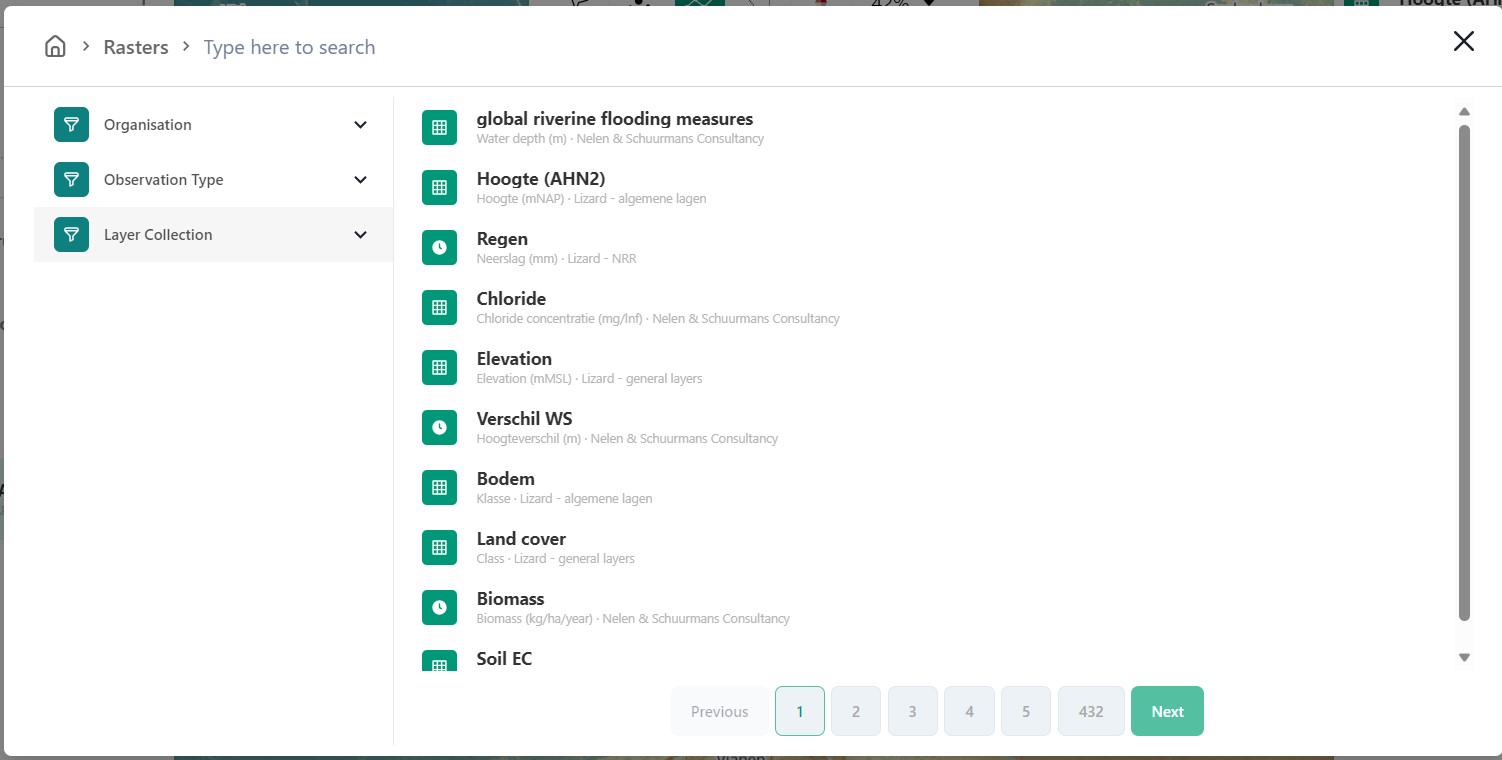 42%
Rasters
Type here to search
Organisation
Observation Type
Layer Collection
global riverine flooding measures
Water depth (m) · Nelen & Schuurmans Consultancy
Hoogte (AHN2)
Hoogte (mNAP) · Lizard - algemene lagen
Regen
Neerslag (mm) · Lizard - NRR
Chloride
Chloride concentratie (mg/lnf) · Nelen & Schuurmans Consultancy
Elevation
Elevation (mMSL) · Lizard - general layers
Verschil WS
Hoogteverschil (m) · Nelen & Schuurmans Consultancy
Bodem
Klasse · Lizard - algemene lagen
Land cover
Class · Lizard - general layers
Biomass
Biomass (kg/ha/year) · Nelen & Schuurmans Consultancy
Soil EC
Previous 1 2 3 4 5 432 Next